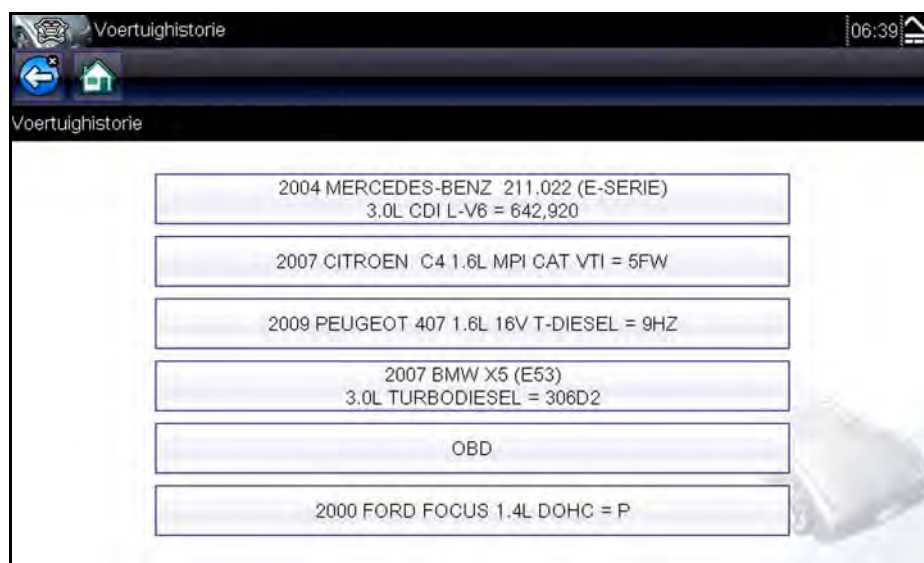 Voertuighistorie
06:39
Voertuighistorie
2004 MERCEDES-BENZ 211.022 (E-SERIE)
3.0L CDI L-V6 = 642,920
2007 CITROEN C4 1.6L MPI CAT VTI = 5FW
2009 PEUGEOT 407 1.6L 16V T-DIESEL = 9HZ
2007 BMW X5 (E53)
3.0L TURBODIESEL = 306D2
OBD
2000 FORD FOCUS 1.4L DOHC = P